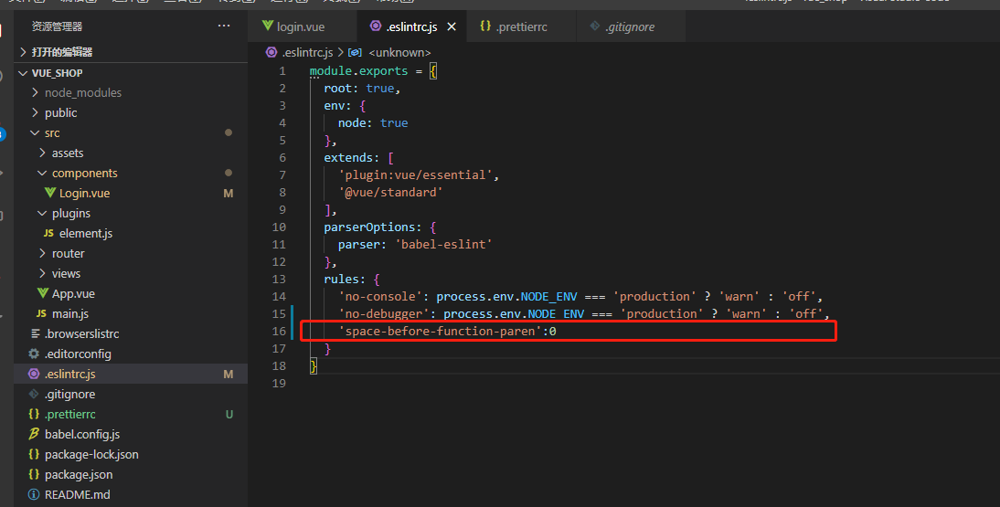 资源管理器
···
打开的编辑器
VUE_SHOP
node_modules
public
src
assets
components
Login.vue M
plugins
JS element.js
router
views
App.vue
JS main.js
.browserslistrc
.editorconfig
.eslintrc.js M
.gitignore
{} .prettierrc U
babel.config.js
{} package-lock.json
{} package.json
README.md
login.vue
.eslintrc.js
{} .prettierrc
.gitignore
.eslintrc.js > <unknown>
1 module.exports = {
2 root: true,
3 env: {
4 node: true
5 },
6 extends: [
7 'plugin:vue/essential',
8 '@vue/standard'
9 ],
10 parserOptions: {
11 parser: 'babel-eslint'
12 },
13 rules: {
14 'no-console': process.env.NODE_ENV === 'production' ? 'warn' : 'off',
15 'no-debugger': process.env.NODE_ENV === 'production' ? 'warn' : 'off',
16 'space-before-function-paren':0
17 }
18 }
19